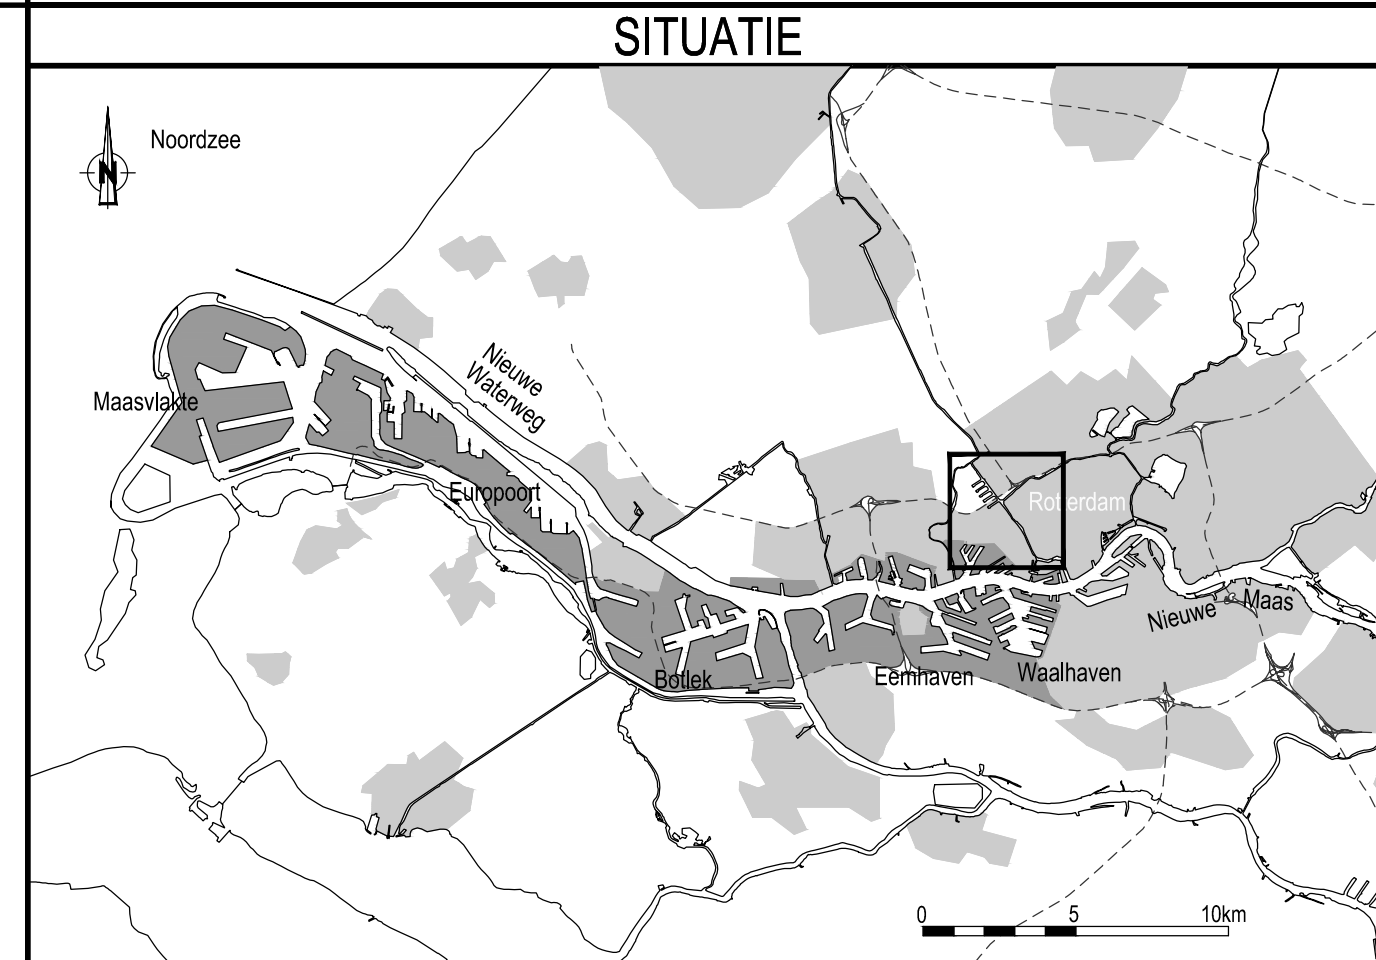 SITUATIE
Noordzee
N
Nieuwe
Waterweg
Maasvlakte
Europoort
Rotterdam
Nieuwe Maas
Botlek
Eemhaven
Waalhaven
0 5 10km